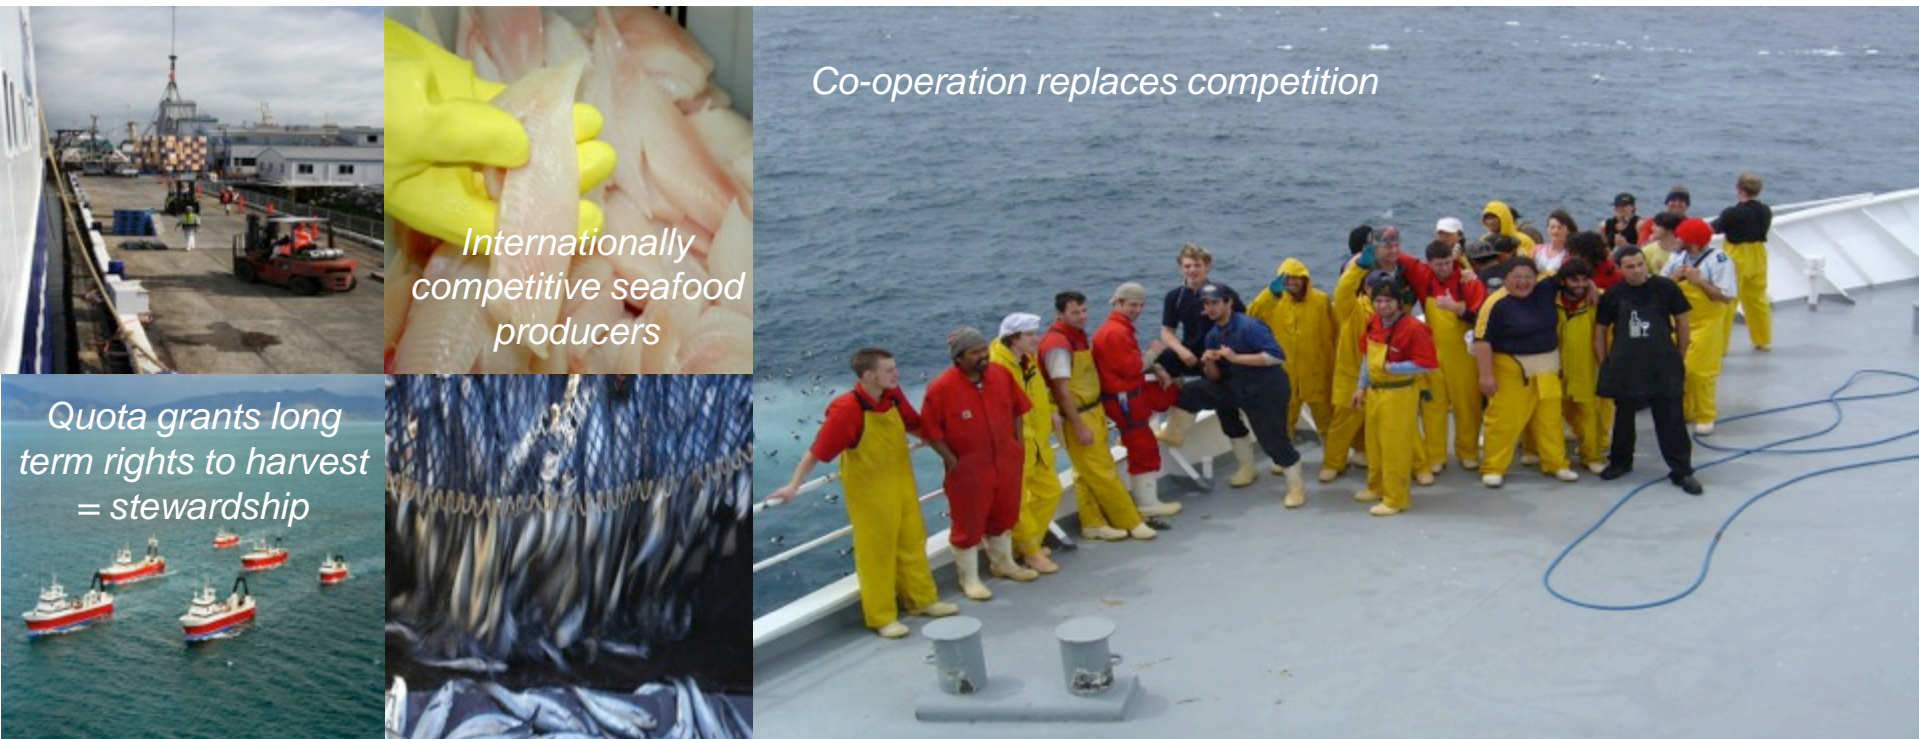 Co-operation replaces competition
Internationally
competitive seafood
producers
Quota grants long
term rights to harvest
= stewardship